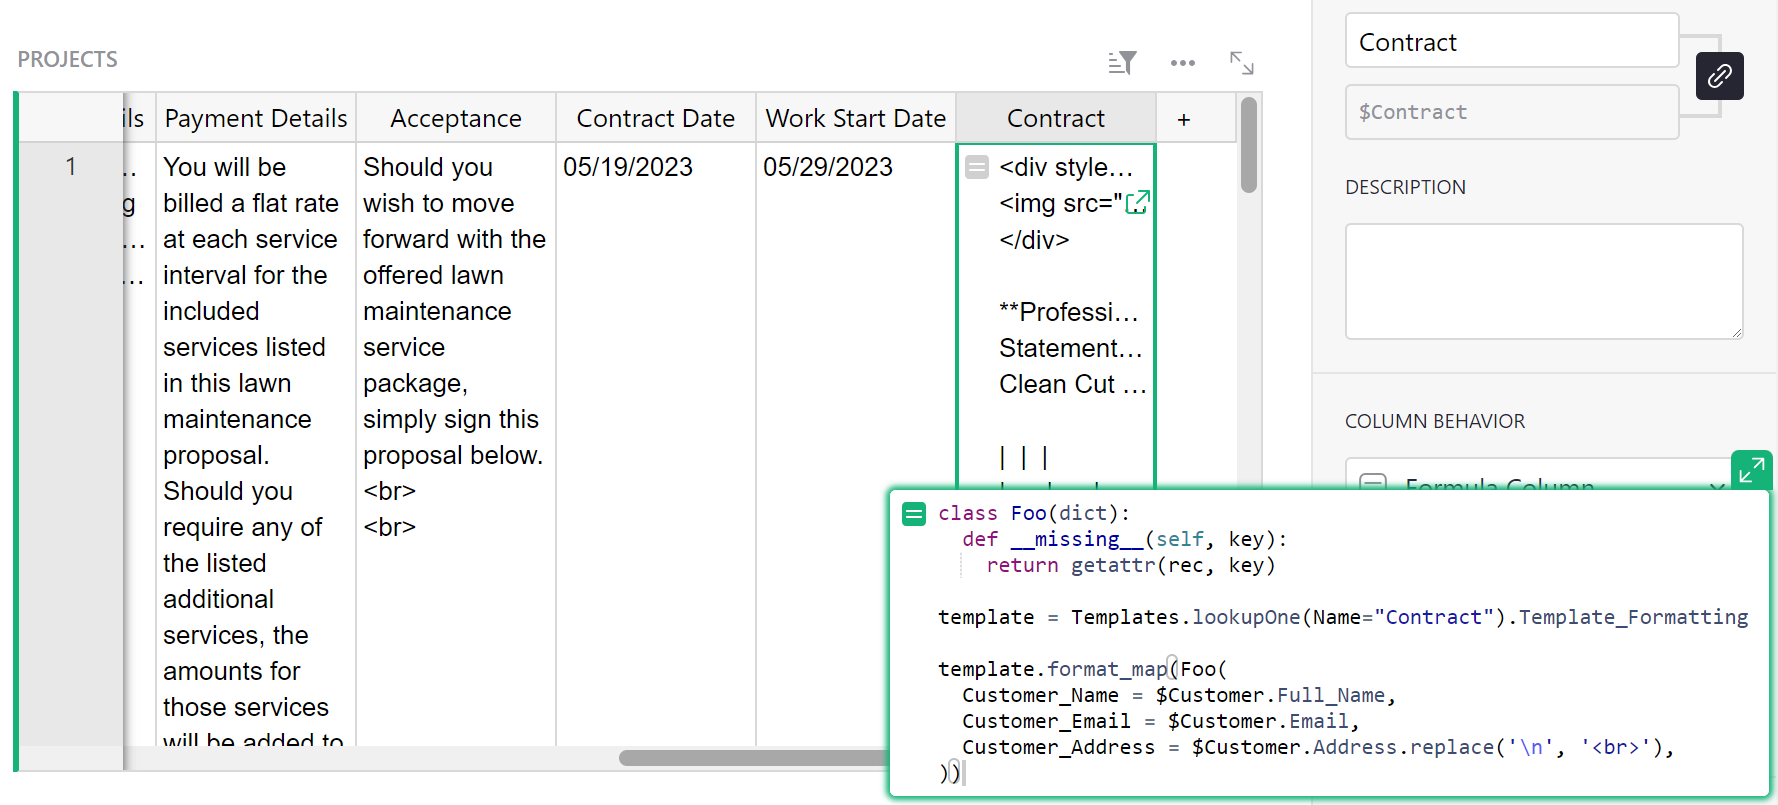 PROJECTS
ils
Payment Details
Acceptance
Contract Date
Work Start Date
Contract
+
1
..
g
...
...
You will be
billed a flat rate
at each service
interval for the
included
services listed
in this lawn
maintenance
proposal.
Should you
require any of
the listed
additional
services, the
amounts for
those services
will be added to
Should you
wish to move
forward with the
offered lawn
maintenance
service
package,
simply sign this
proposal below.
<br>
<br>
05/19/2023
05/29/2023
<div style...
<img src="
</div>
**Professi...
Statement...
Clean Cut ...
| | |
Contract
$Contract
DESCRIPTION
COLUMN BEHAVIOR
Formula Column
class Foo(dict):
  def __missing__(self, key):
    return getattr(rec, key)
template = Templates.lookupOne(Name="Contract").Template_Formatting
template.format_map(Foo(
  Customer_Name = $Customer.Full_Name,
  Customer_Email = $Customer.Email,
  Customer_Address = $Customer.Address.replace('\n', '<br>'),
))